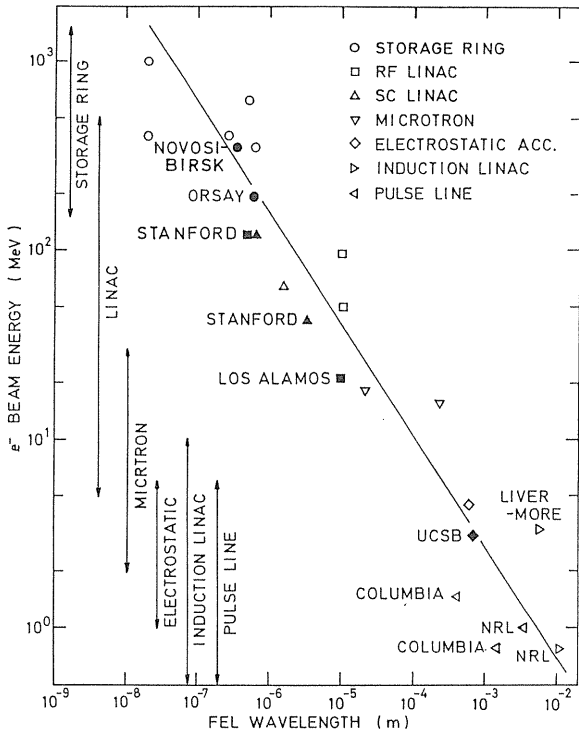 e⁻ BEAM ENERGY (MeV)
10³
10²
10¹
10⁰
STORAGE RING
LINAC
MICRTRON
ELECTROSTATIC
INDUCTION LINAC
PULSE LINE
STORAGE RING
RF LINAC
SC LINAC
MICROTRON
ELECTROSTATIC ACC.
INDUCTION LINAC
PULSE LINE
NOVOSI-
BIRSK
ORSAY
STANFORD
STANFORD
LOS ALAMOS
LIVER
-MORE
UCSB
COLUMBIA
NRL
COLUMBIA
NRL
10⁻⁹ 10⁻⁸ 10⁻⁷ 10⁻⁶ 10⁻⁵ 10⁻⁴ 10⁻³ 10⁻²
FEL WAVELENGTH (m)